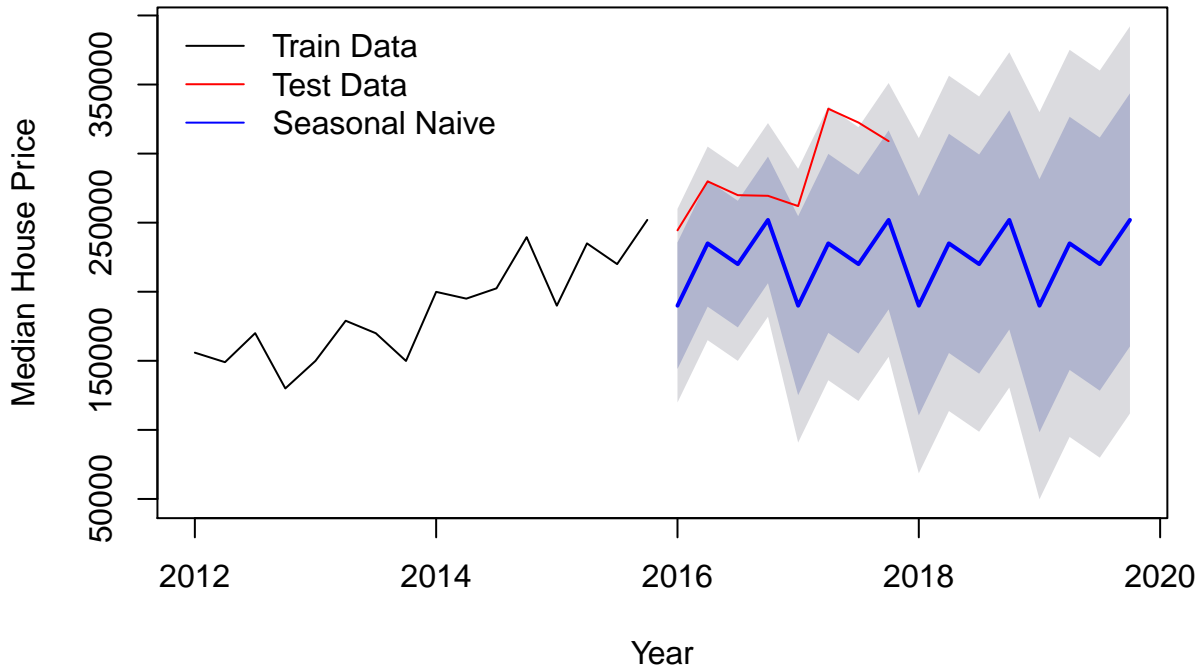 Train Data
Test Data
Seasonal Naive
Median House Price
350000
250000
150000
50000
2012 2014 2016 2018 2020
Year